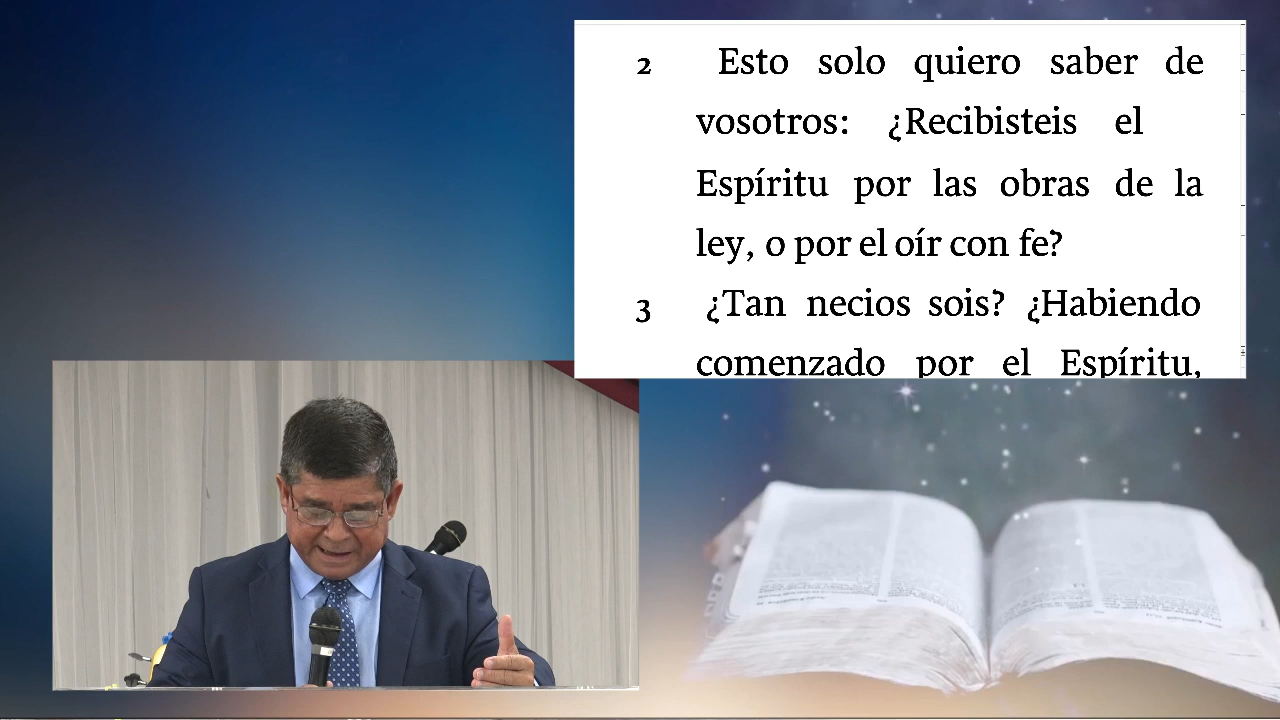 2 Esto solo quiero saber de
vosotros: ¿Recibisteis el
Espíritu por las obras de la
ley, o por el oír con fe?
3 ¿Tan necios sois? ¿Habiendo
comenzado por el Espíritu,